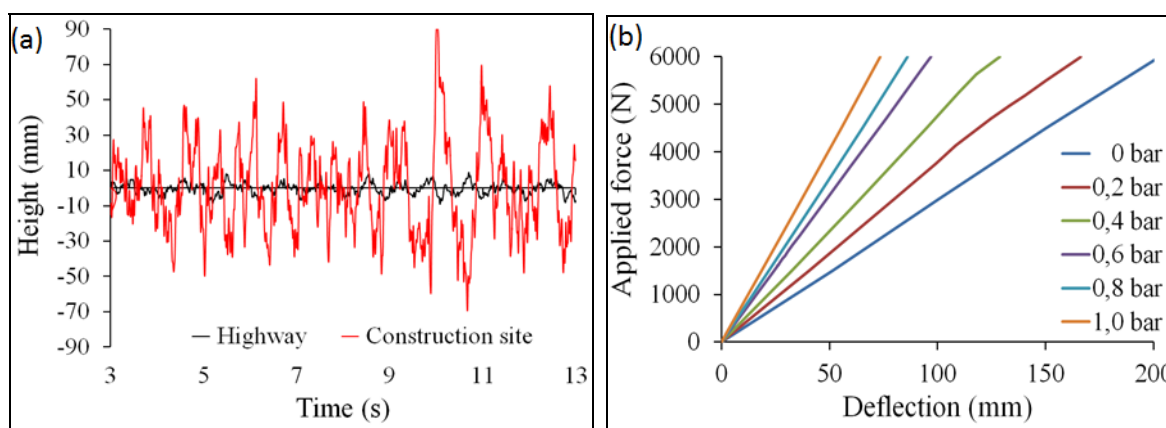 (a)
Height (mm)
90
70
50
30
10
-10
-30
-50
-70
-90
Highway
Construction site
3
5
7
9
11
13
Time (s)
(b)
Applied force (N)
6000
5000
4000
3000
2000
1000
0
0 bar
0,2 bar
0,4 bar
0,6 bar
0,8 bar
1,0 bar
0
50
100
150
200
Deflection (mm)